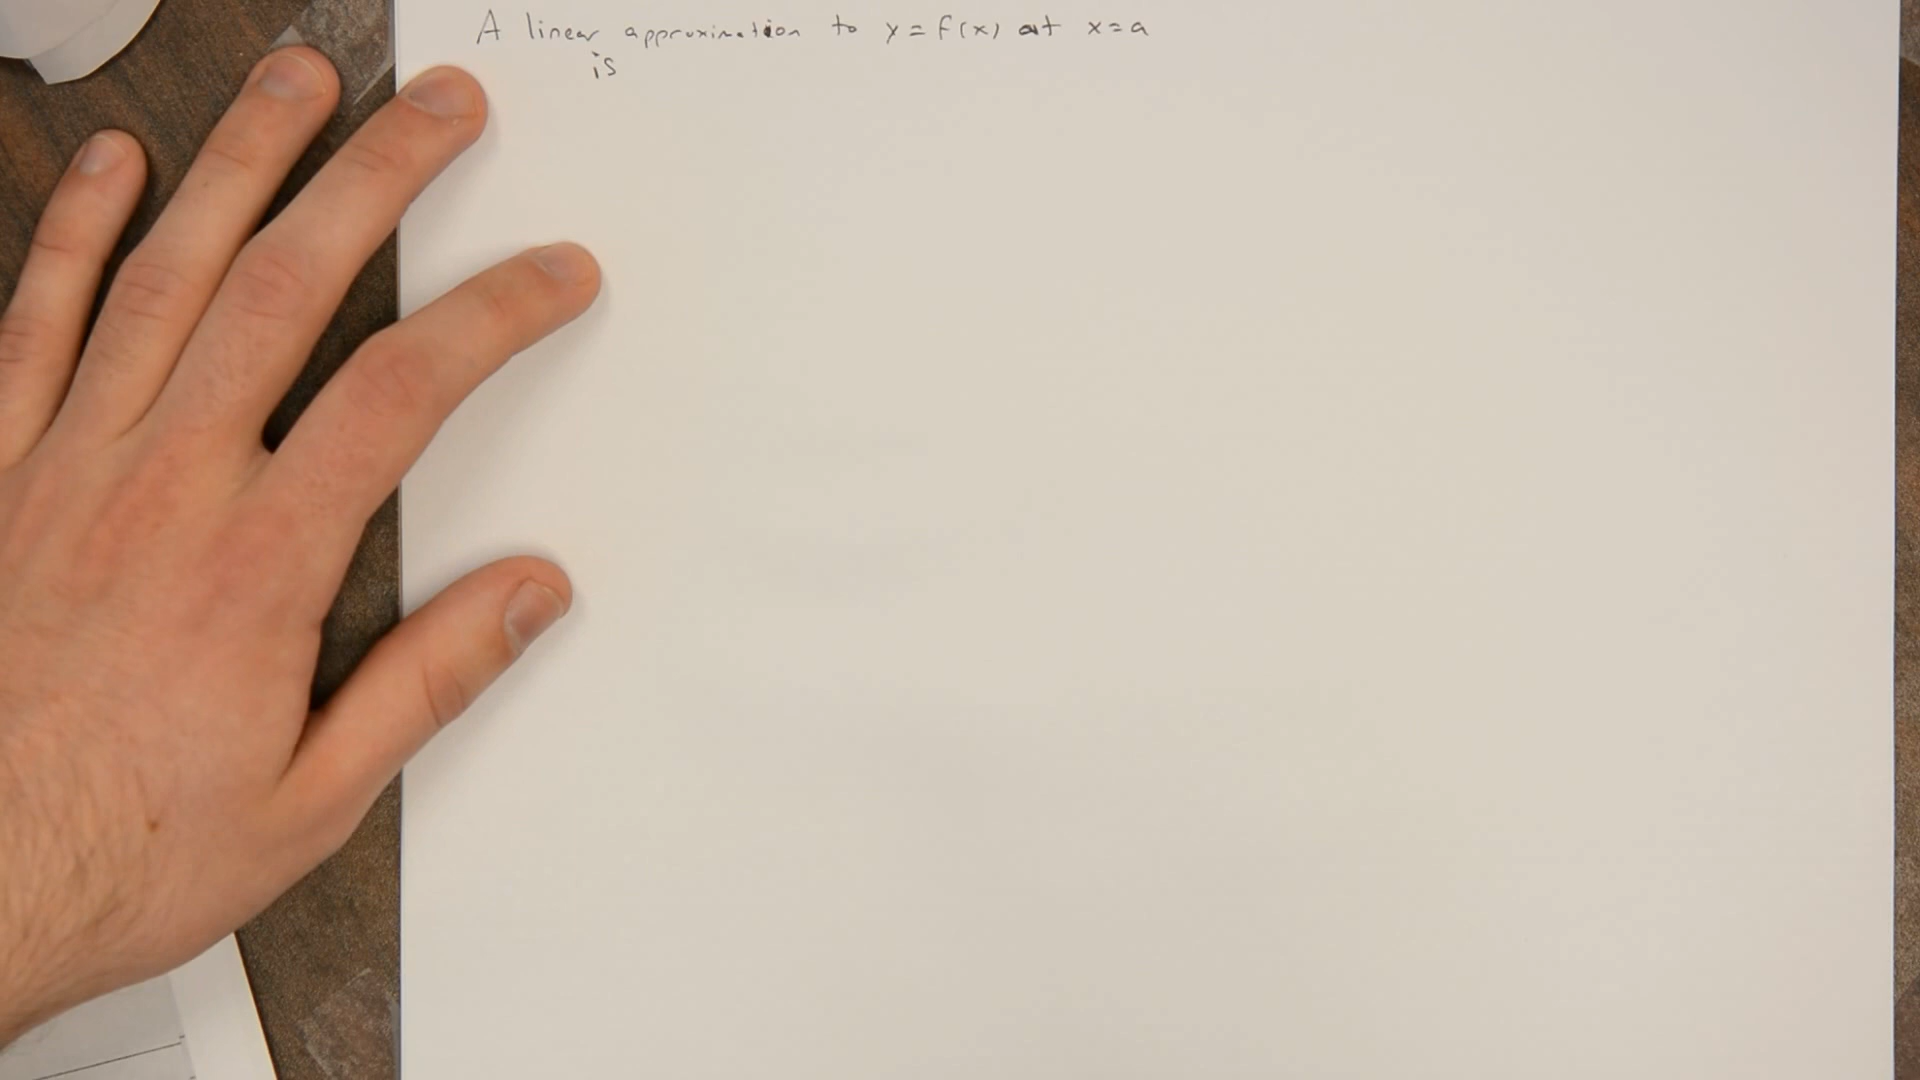 A linear approximation to y = f(x) at x = a
is